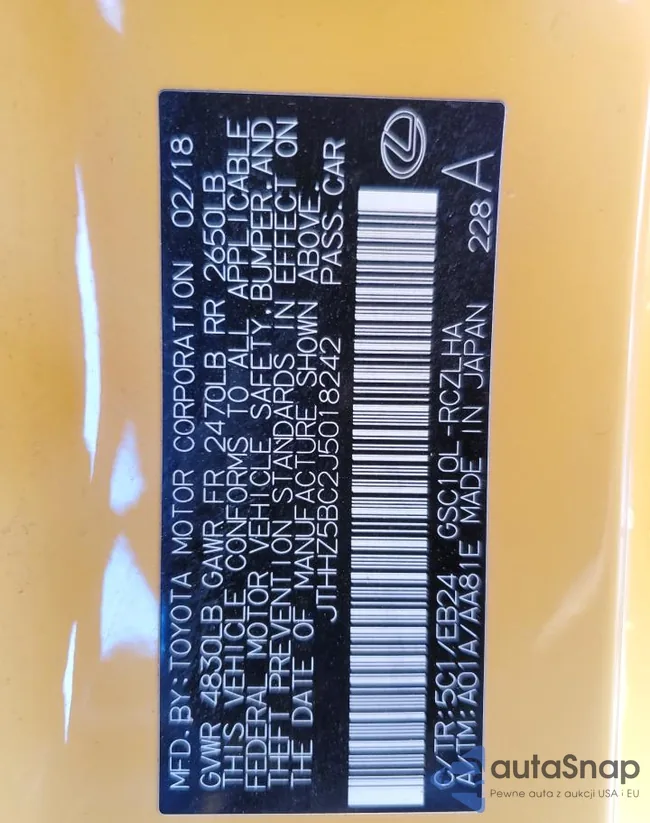 MFD.BY:TOYOTA MOTOR CORPORATION 02/18
GVWR 4830LB GAWR FR 2470LB RR 2650LB
THIS VEHICLE CONFORMS TO ALL APPLICABLE
FEDERAL MOTOR VEHICLE SAFETY,BUMPER,AND
THEFT PREVENTION STANDARDS IN EFFECT ON
THE DATE OF MANUFACTURE SHOWN ABOVE.
JTHHZ5BC2J5018242 PASS.CAR
C/TR:5C1/EB24 GSC10L-RCZLHA
A/TM:A01A/AA81E MADE IN JAPAN 228 A
autaSnap
Pewne auta z aukcji USA i EU